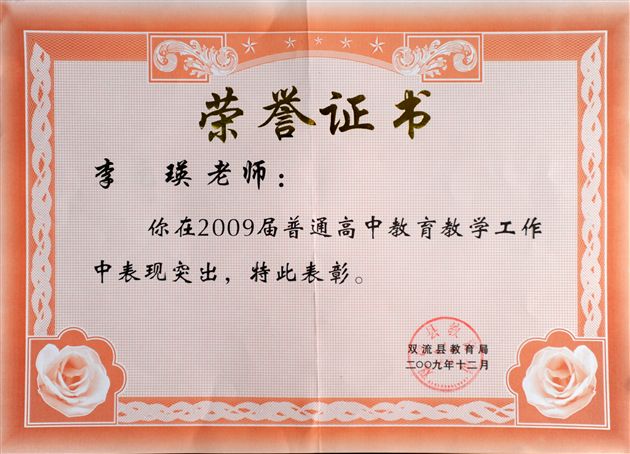 荣誉证书
李 瑛老师：
你在2009届普通高中教育教学工作
中表现突出，特此表彰。
双流县教育局
二〇〇九年十二月